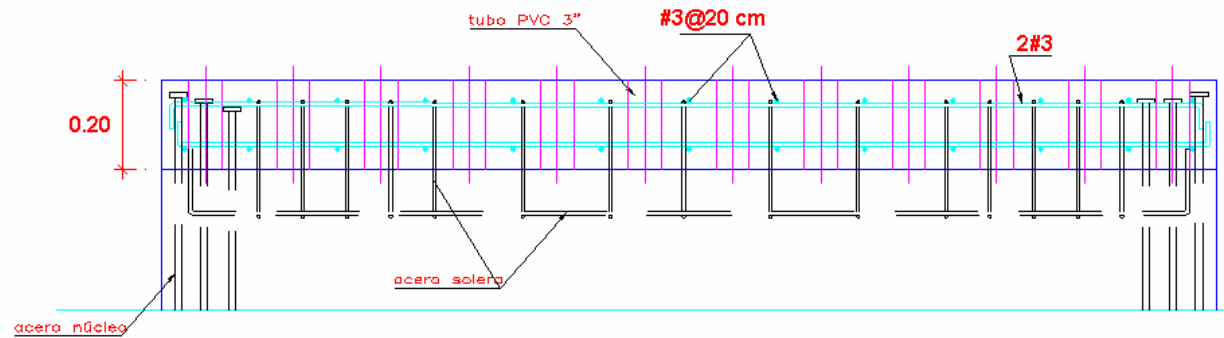 tubo PVC 3"
#3@20 cm
2#3
0.20
acero solera
acero núcleo